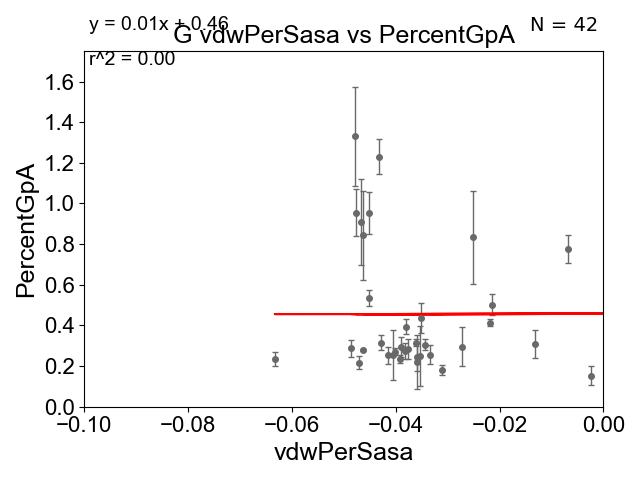 y = 0.01x + 0.46
N = 42
G vdwPerSasa vs PercentGpA
r^2 = 0.00
1.6
1.4
1.2
1.0
0.8
0.6
0.4
0.2
0.0
PercentGpA
−0.10
−0.08
−0.06
−0.04
−0.02
0.00
vdwPerSasa